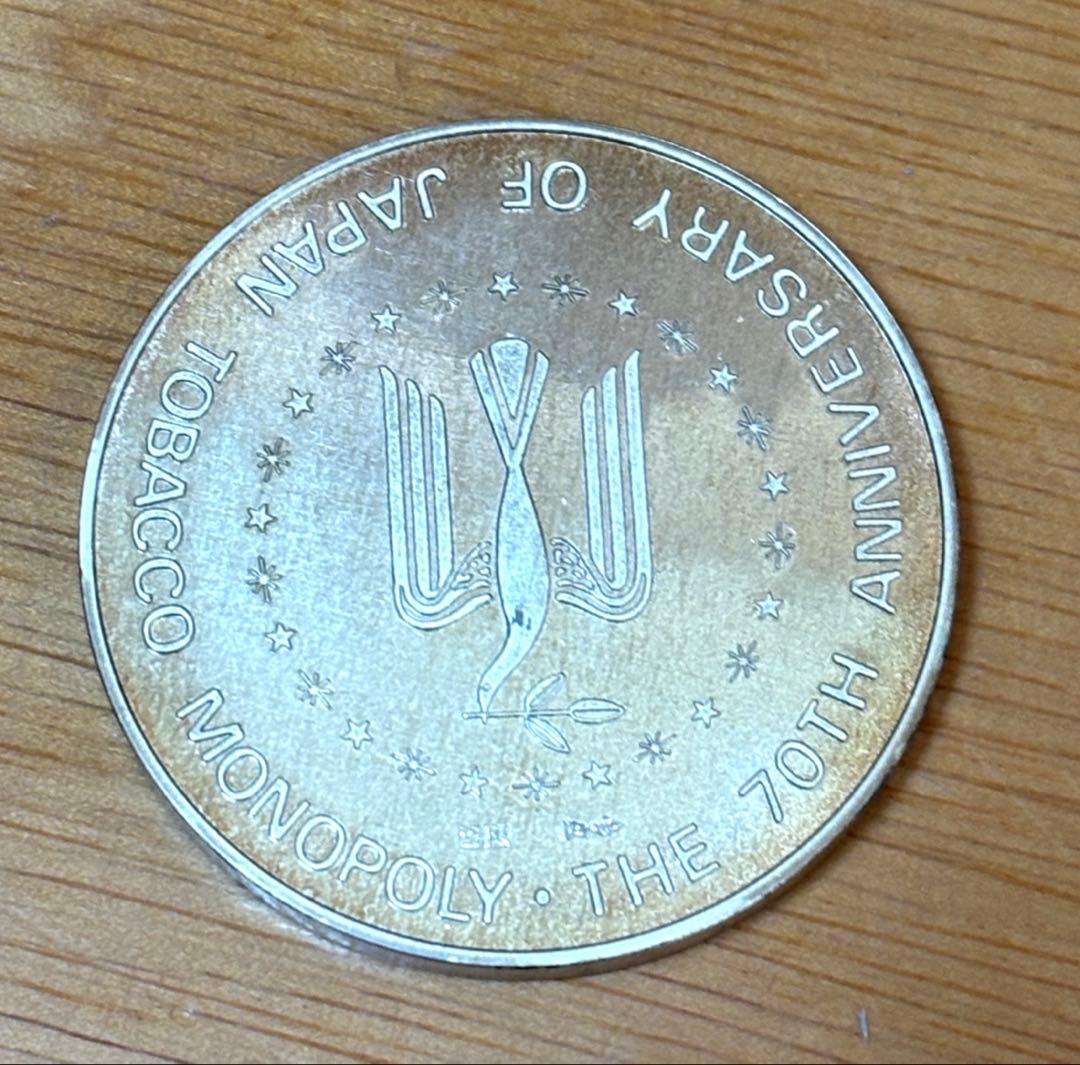 THE 70TH ANNIVERSARY OF JAPAN TOBACCO MONOPOLY •